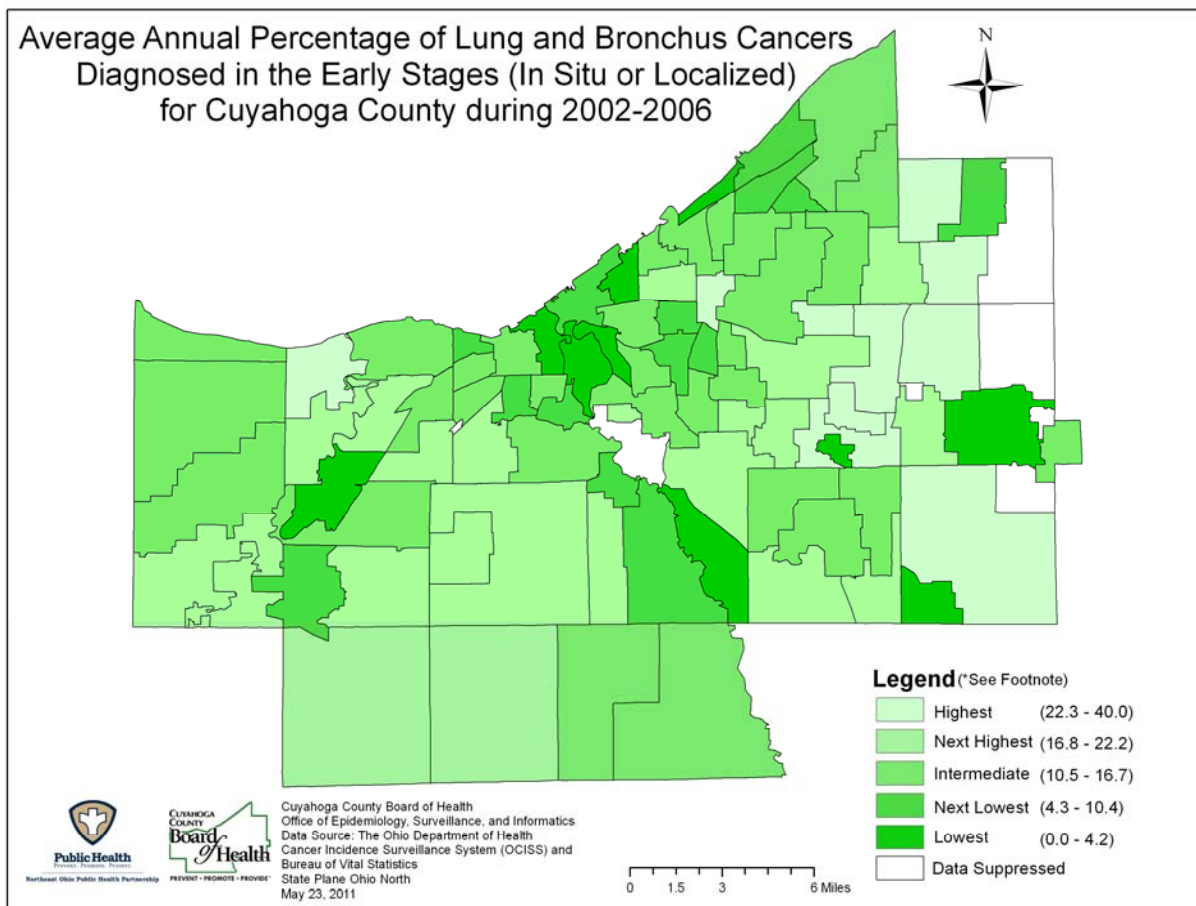 Average Annual Percentage of Lung and Bronchus Cancers
Diagnosed in the Early Stages (In Situ or Localized)
for Cuyahoga County during 2002-2006
N
Legend (*See Footnote)
Highest (22.3 - 40.0)
Next Highest (16.8 - 22.2)
Intermediate (10.5 - 16.7)
Next Lowest (4.3 - 10.4)
Lowest (0.0 - 4.2)
Data Suppressed
Public Health
Prevent. Promote. Protect.
Northeast Ohio Public Health Partnership
CUYAHOGA
COUNTY
Board
of Health
PREVENT • PROMOTE • PROVIDE
Cuyahoga County Board of Health
Office of Epidemiology, Surveillance, and Informatics
Data Source: The Ohio Department of Health
Cancer Incidence Surveillance System (OCISS) and
Bureau of Vital Statistics
State Plane Ohio North
May 23, 2011
0 1.5 3 6 Miles